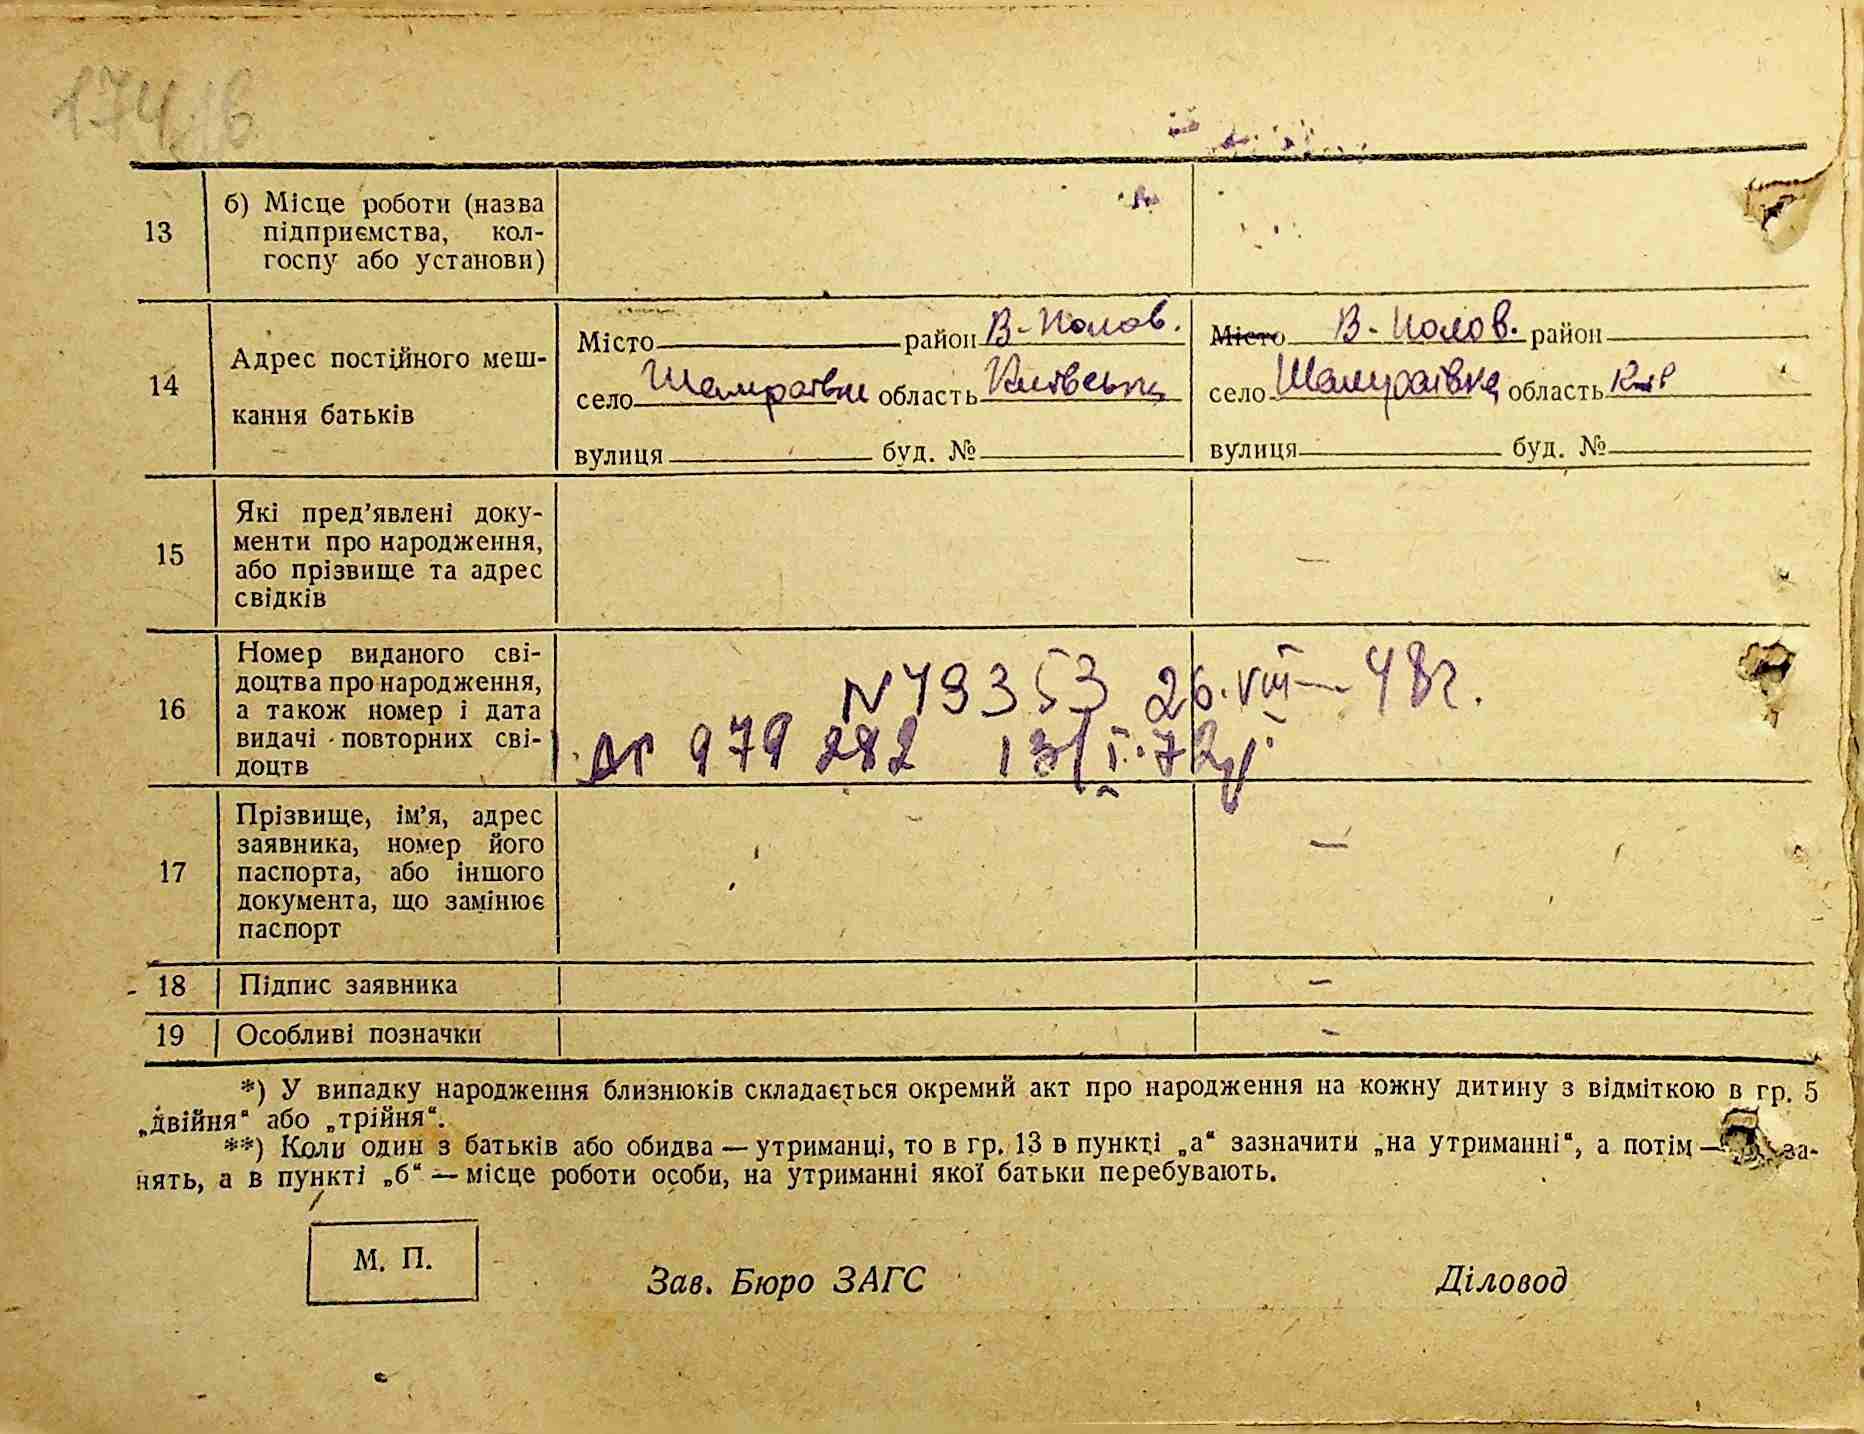 174 16
13 б) Місце роботи (назва
підприємства, кол-
госпу або установи)
14 Адрес постійного меш-
кання батьків
Місто район В-Полов.
село Шамраївка область Київська
вулиця буд. №
Місто В-Полов. район
село Шамраївка область Київ
вулиця буд. №
15 Які пред’явлені доку-
менти про народження,
або прізвище та адрес
свідків
—
16 Номер виданого сві-
доцтва про народження,
а також номер і дата
видачі повторних сві-
доцтв
N 79353 26.VIII—48г.
979 282 13/I.72
17 Прізвище, ім’я, адрес
заявника, номер його
паспорта, або іншого
документа, що замінює
паспорт
—
18 Підпис заявника —
19 Особливі позначки —
*) У випадку народження близнюків складається окремий акт про народження на кожну дитину з відміткою в гр. 5
„двійня“ або „трійня“.
**) Коли один з батьків або обидва — утриманці, то в гр. 13 в пункті „а“ зазначити „на утриманні“, а потім — за-
нять, а в пункті „б“ — місце роботи особи, на утриманні якої батьки перебувають.
М. П.
Зав. Бюро ЗАГС Діловод